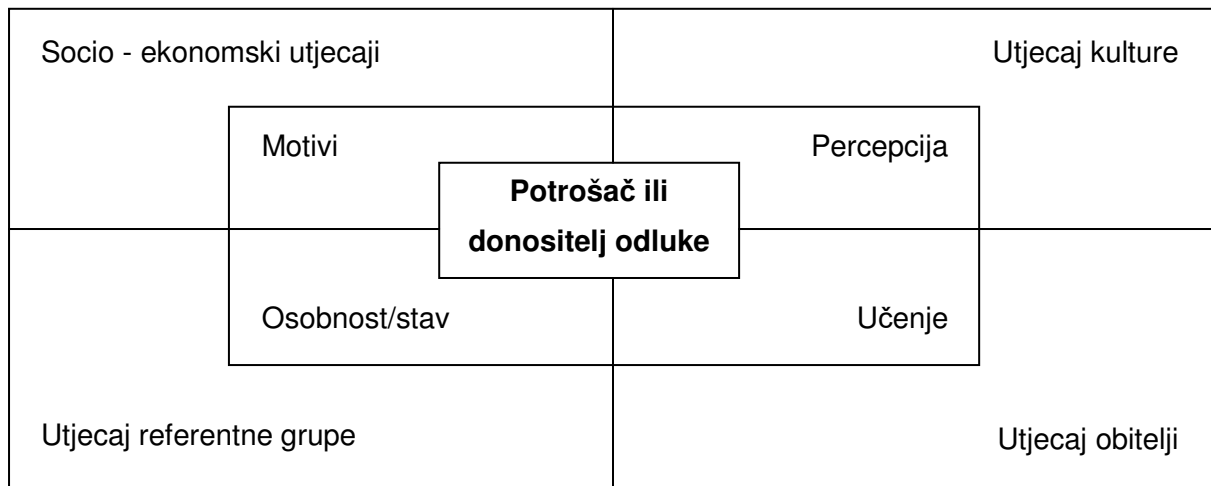 Socio - ekonomski utjecaji
Utjecaj kulture
Motivi
Percepcija
Potrošač ili
donositelj odluke
Osobnost/stav
Učenje
Utjecaj referentne grupe
Utjecaj obitelji